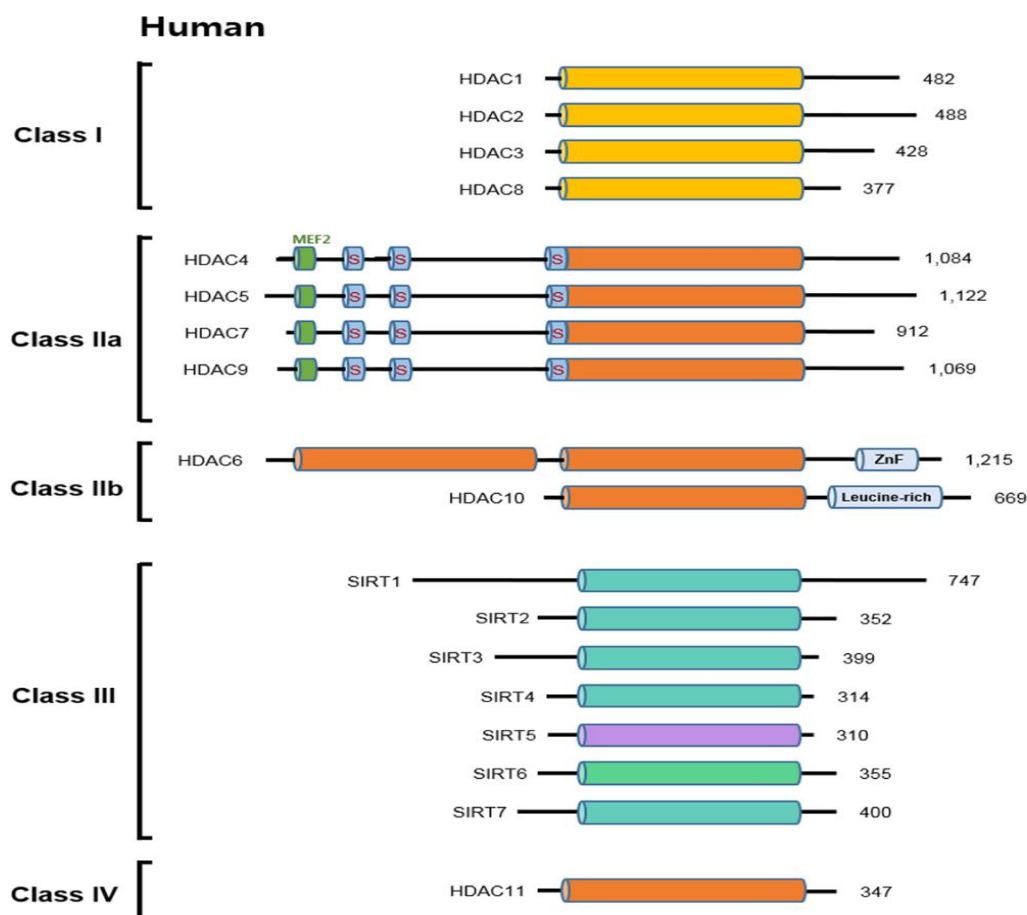 Human
Class I
HDAC1 482
HDAC2 488
HDAC3 428
HDAC8 377
Class IIa
MEF2
HDAC4 S S S 1,084
HDAC5 S S S 1,122
HDAC7 S S S 912
HDAC9 S S S 1,069
Class IIb
HDAC6 ZnF 1,215
HDAC10 Leucine-rich 669
Class III
SIRT1 747
SIRT2 352
SIRT3 399
SIRT4 314
SIRT5 310
SIRT6 355
SIRT7 400
Class IV
HDAC11 347